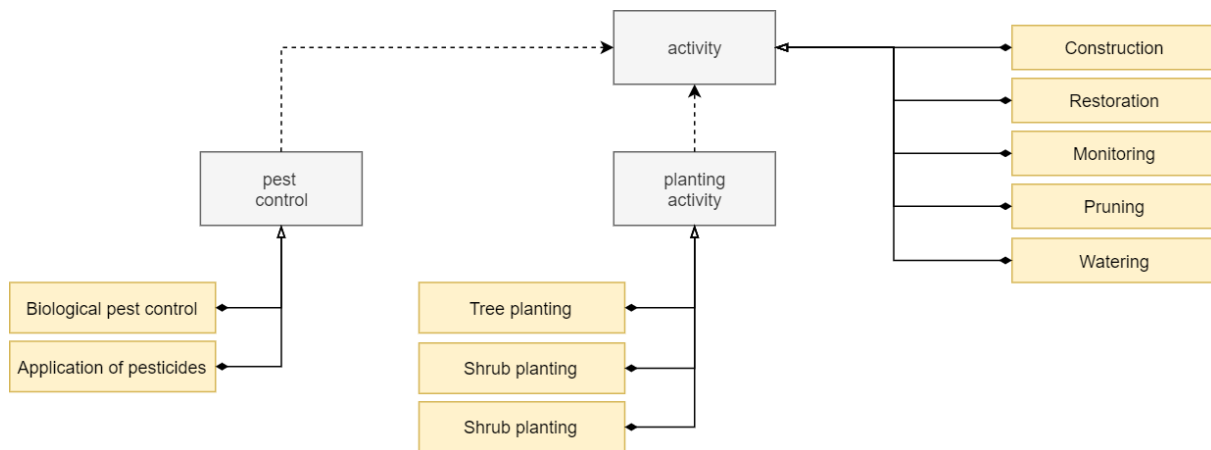 activity
Construction
Restoration
Monitoring
Pruning
Watering
pest
control
planting
activity
Biological pest control
Application of pesticides
Tree planting
Shrub planting
Shrub planting